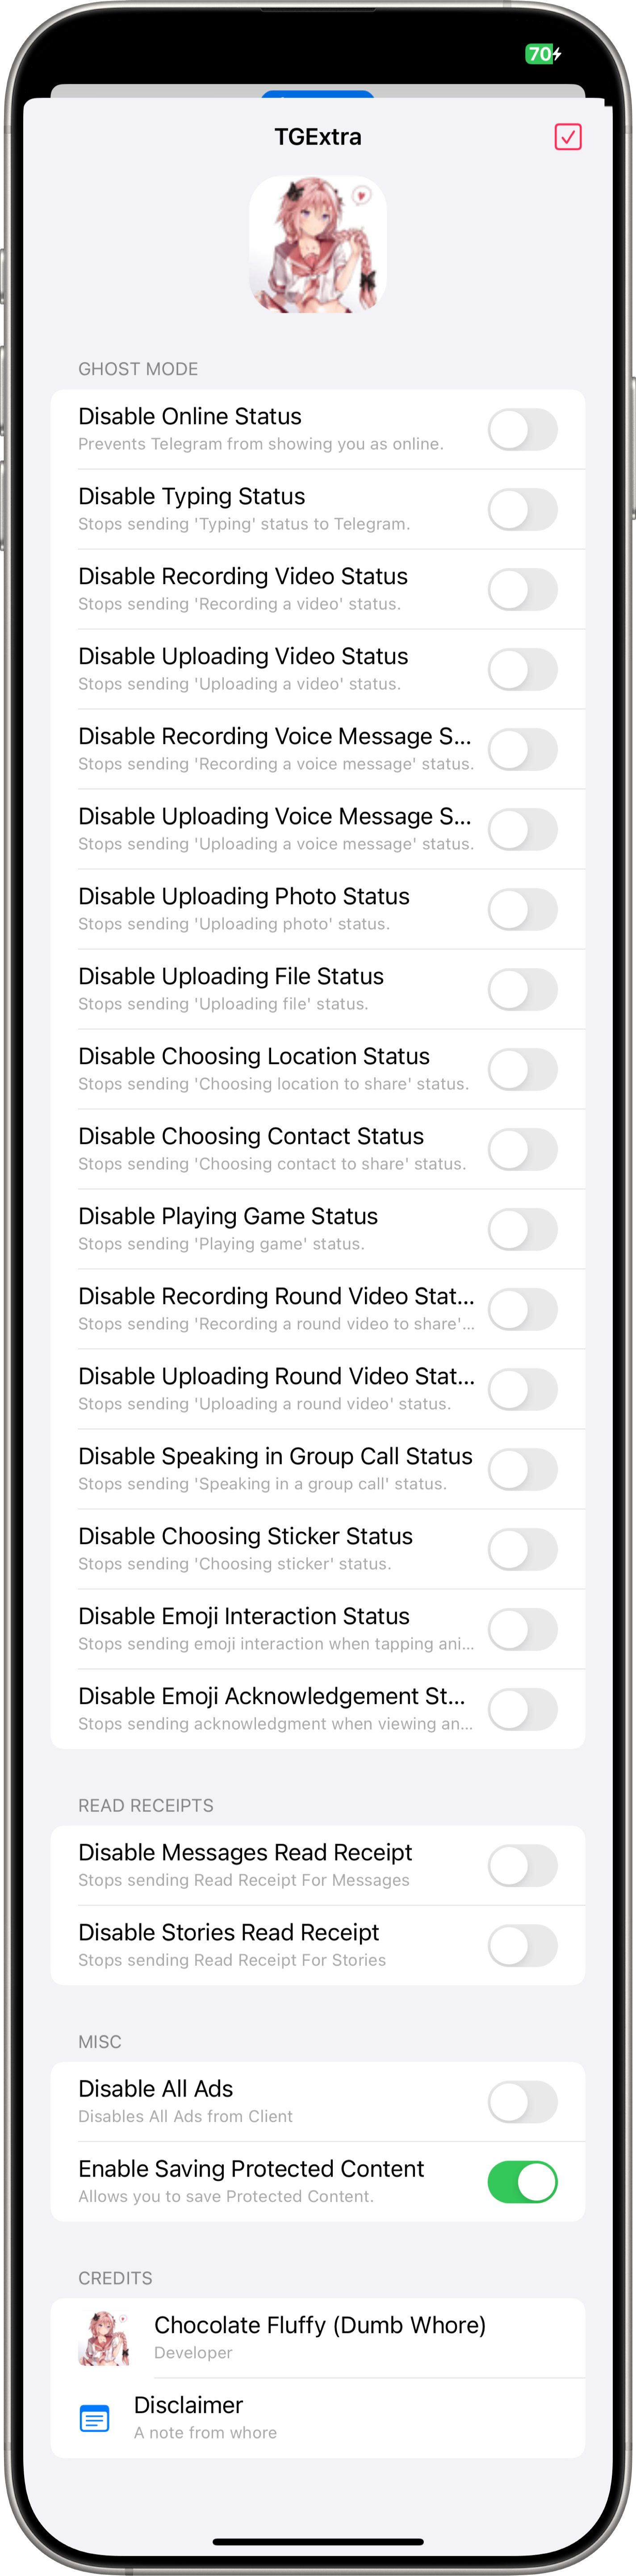 70
TGExtra
GHOST MODE
Disable Online Status
Prevents Telegram from showing you as online.
Disable Typing Status
Stops sending 'Typing' status to Telegram.
Disable Recording Video Status
Stops sending 'Recording a video' status.
Disable Uploading Video Status
Stops sending 'Uploading a video' status.
Disable Recording Voice Message S...
Stops sending 'Recording a voice message' status.
Disable Uploading Voice Message S...
Stops sending 'Uploading a voice message' status.
Disable Uploading Photo Status
Stops sending 'Uploading photo' status.
Disable Uploading File Status
Stops sending 'Uploading file' status.
Disable Choosing Location Status
Stops sending 'Choosing location to share' status.
Disable Choosing Contact Status
Stops sending 'Choosing contact to share' status.
Disable Playing Game Status
Stops sending 'Playing game' status.
Disable Recording Round Video Stat...
Stops sending 'Recording a round video to share'...
Disable Uploading Round Video Stat...
Stops sending 'Uploading a round video' status.
Disable Speaking in Group Call Status
Stops sending 'Speaking in a group call' status.
Disable Choosing Sticker Status
Stops sending 'Choosing sticker' status.
Disable Emoji Interaction Status
Stops sending emoji interaction when tapping ani...
Disable Emoji Acknowledgement St...
Stops sending acknowledgment when viewing an...
READ RECEIPTS
Disable Messages Read Receipt
Stops sending Read Receipt For Messages
Disable Stories Read Receipt
Stops sending Read Receipt For Stories
MISC
Disable All Ads
Disables All Ads from Client
Enable Saving Protected Content
Allows you to save Protected Content.
CREDITS
Chocolate Fluffy (Dumb Whore)
Developer
Disclaimer
A note from whore